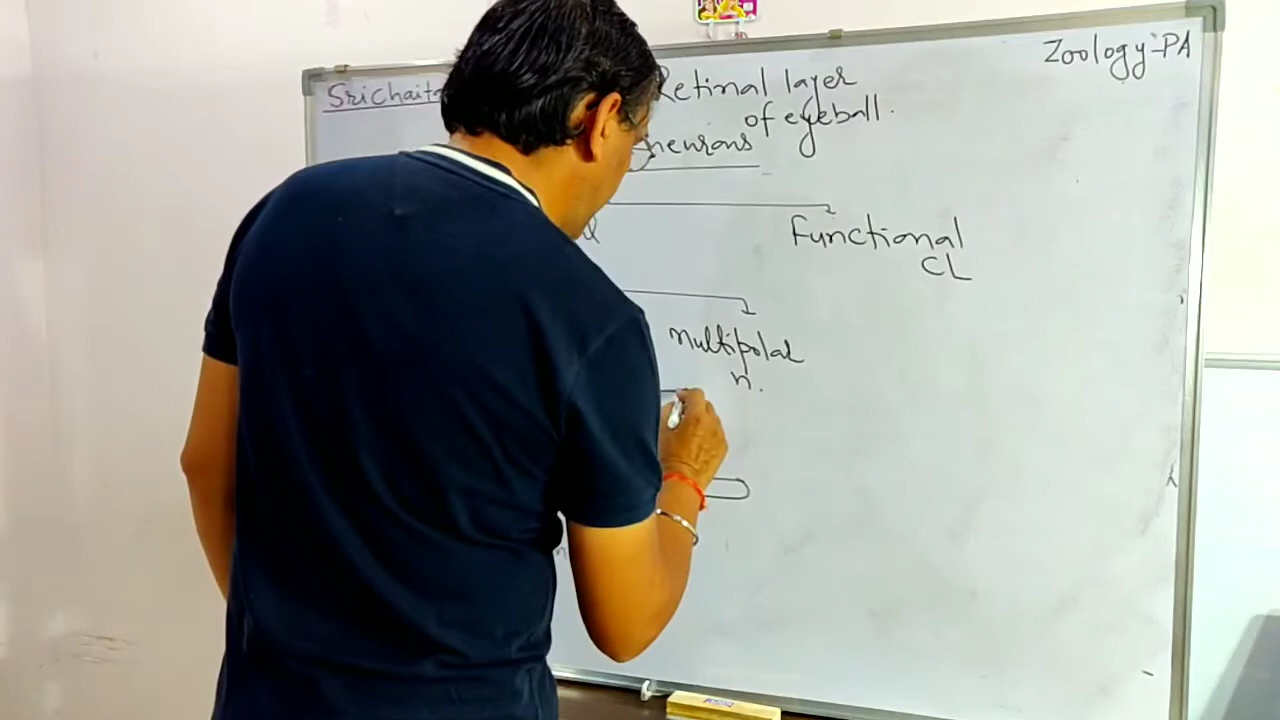 SriChaita
Zoology-PA
Retinal layer
of eyeball.
neurons
Functional
CL
Multipolar
n.